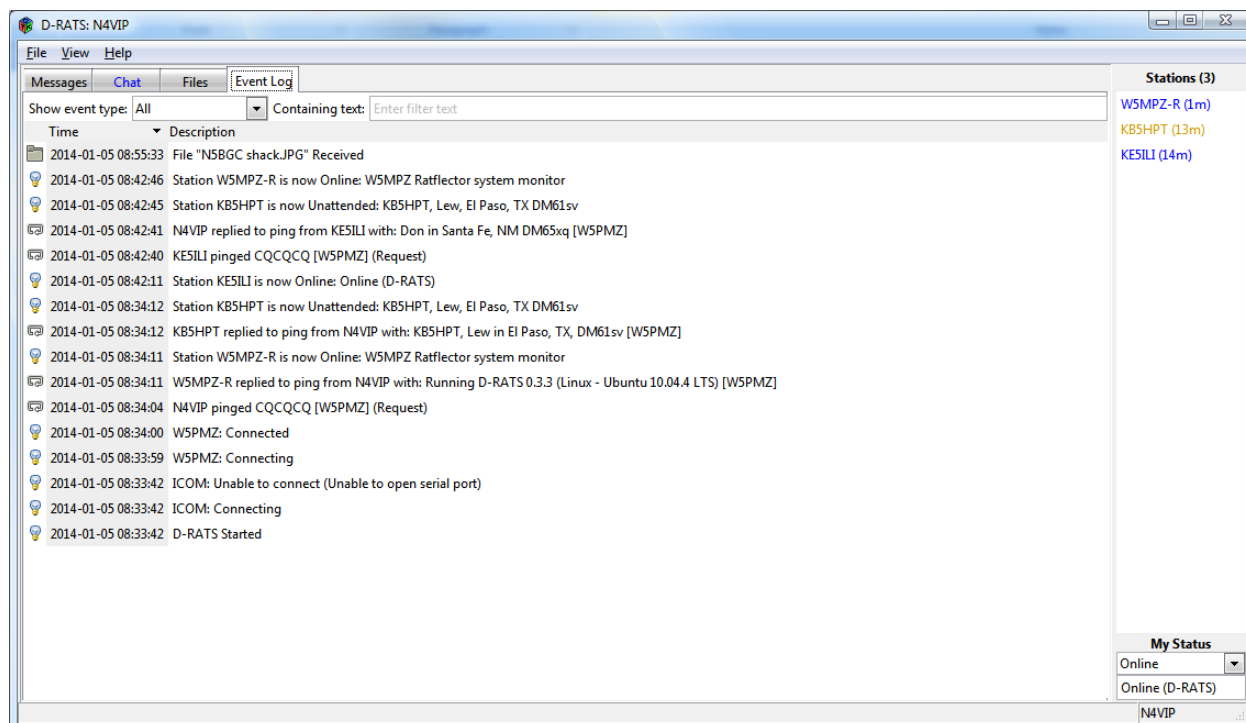 D-RATS: N4VIP
File View Help
Messages Chat Files Event Log
Show event type: All Containing text: Enter filter text
Time Description
2014-01-05 08:55:33 File "N5BGC shack.JPG" Received
2014-01-05 08:42:46 Station W5MPZ-R is now Online: W5MPZ Ratflector system monitor
2014-01-05 08:42:45 Station KB5HPT is now Unattended: KB5HPT, Lew, El Paso, TX DM61sv
2014-01-05 08:42:41 N4VIP replied to ping from KE5ILI with: Don in Santa Fe, NM DM65xq [W5PMZ]
2014-01-05 08:42:40 KE5ILI pinged CQCQCQ [W5PMZ] (Request)
2014-01-05 08:42:11 Station KE5ILI is now Online: Online (D-RATS)
2014-01-05 08:34:12 Station KB5HPT is now Unattended: KB5HPT, Lew, El Paso, TX DM61sv
2014-01-05 08:34:12 KB5HPT replied to ping from N4VIP with: KB5HPT, Lew in El Paso, TX, DM61sv [W5PMZ]
2014-01-05 08:34:11 Station W5MPZ-R is now Online: W5MPZ Ratflector system monitor
2014-01-05 08:34:11 W5MPZ-R replied to ping from N4VIP with: Running D-RATS 0.3.3 (Linux - Ubuntu 10.04.4 LTS) [W5PMZ]
2014-01-05 08:34:04 N4VIP pinged CQCQCQ [W5PMZ] (Request)
2014-01-05 08:34:00 W5PMZ: Connected
2014-01-05 08:33:59 W5PMZ: Connecting
2014-01-05 08:33:42 ICOM: Unable to connect (Unable to open serial port)
2014-01-05 08:33:42 ICOM: Connecting
2014-01-05 08:33:42 D-RATS Started
Stations (3)
W5MPZ-R (1m)
KB5HPT (13m)
KE5ILI (14m)
My Status
Online
Online (D-RATS)
N4VIP